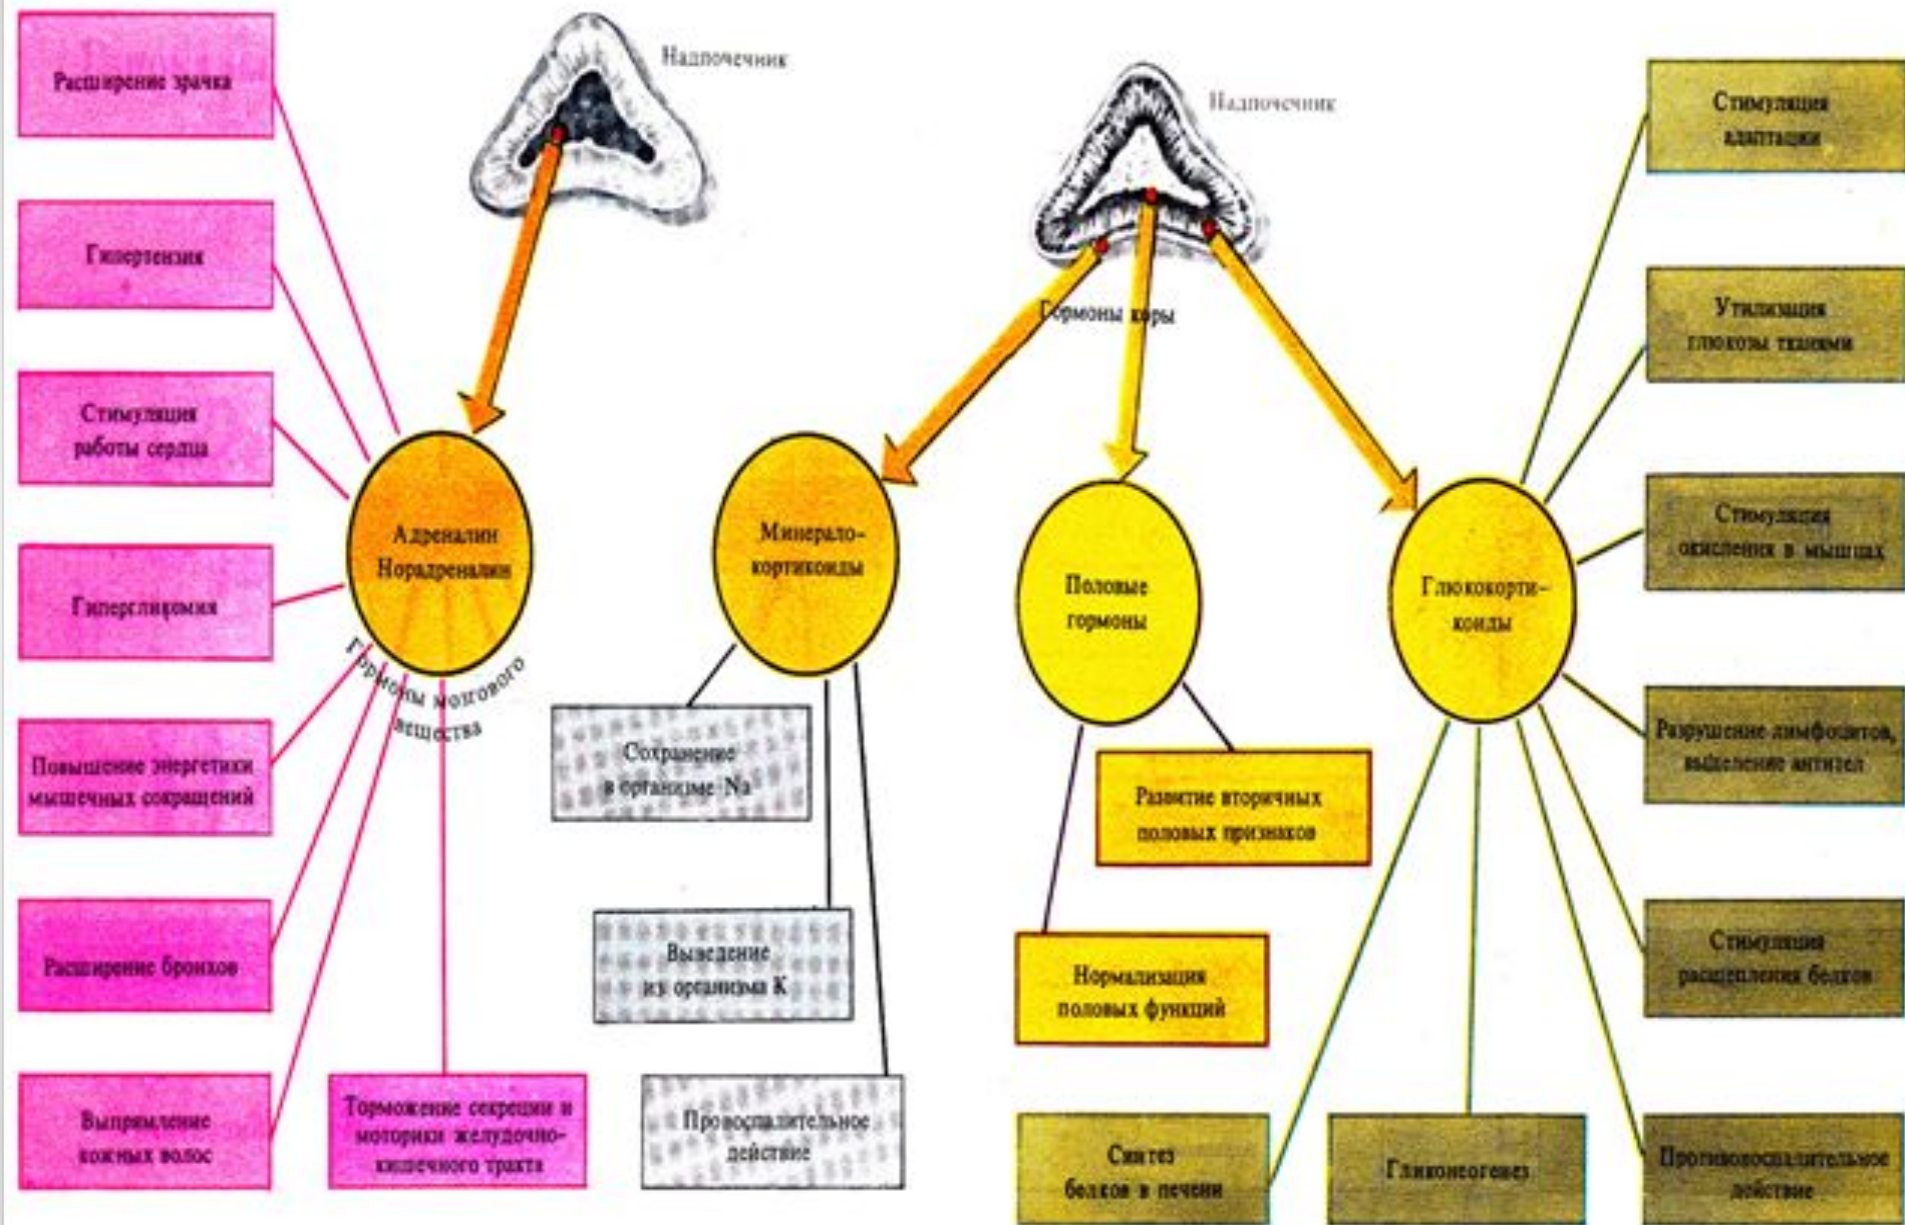 Надпочечник
Надпочечник
Гормоны коры
Расширение зрачка
Гипертензия
Стимуляция
работы сердца
Гипергликомия
Повышение энергетики
мышечных сокращений
Расширение бронхов
Выпрямление
кожных волос
Торможение секреции и
моторики желудочно-
кишечного тракта
Адреналин
Норадреналин
Гормоны мозгового
вещества
Минерало-
кортикоиды
Сохранение
в организме Na
Выведение
из организма К
Провоспалительное
действие
Половые
гормоны
Развитие вторичных
половых признаков
Нормализация
половых функций
Глюкокорти-
коиды
Стимуляция
адаптации
Утилизация
глюкозы тканями
Стимуляция
окисления в мышцах
Разрушение лимфоцитов,
выделение антител
Стимуляция
расщепления белков
Синтез
белков в печени
Гликонеогенез
Противовоспалительное
действие